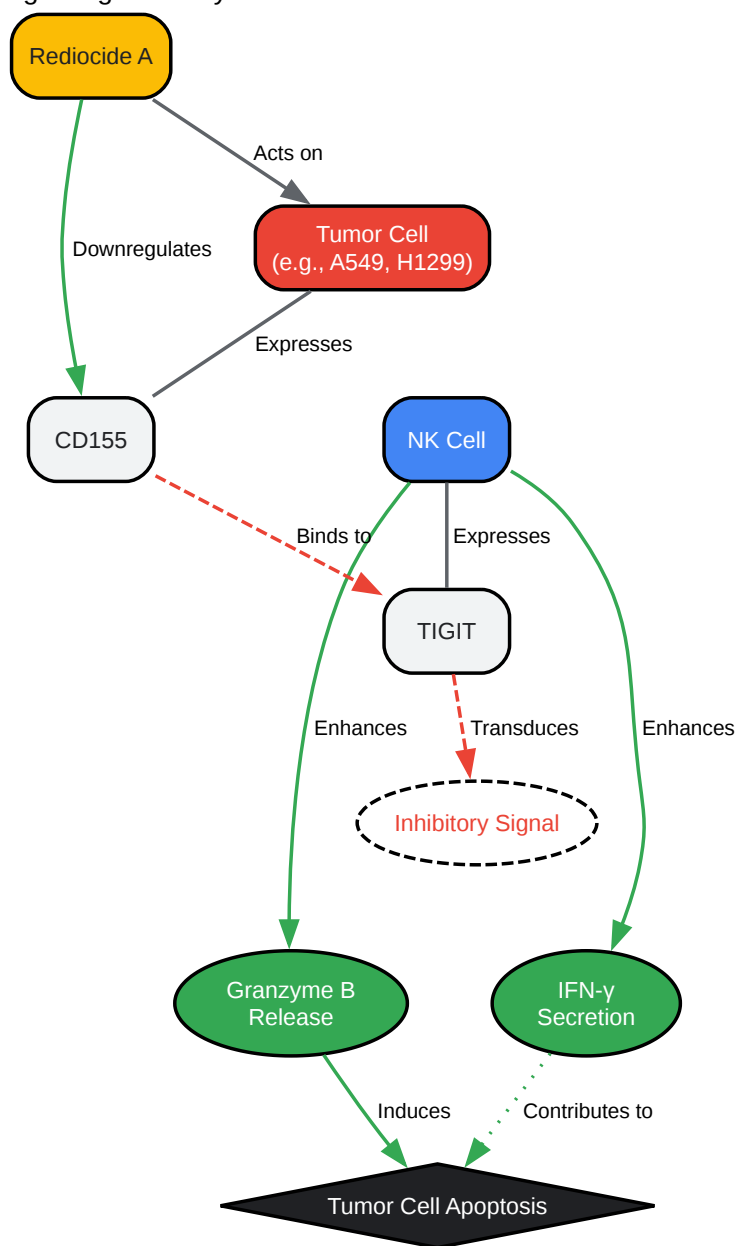 Rediocide A
Acts on
Tumor Cell
(e.g., A549, H1299)
Downregulates
Expresses
CD155
NK Cell
Binds to
Expresses
TIGIT
Enhances
Transduces
Enhances
Inhibitory Signal
Granzyme B
Release
IFN-γ
Secretion
Induces
Contributes to
Tumor Cell Apoptosis